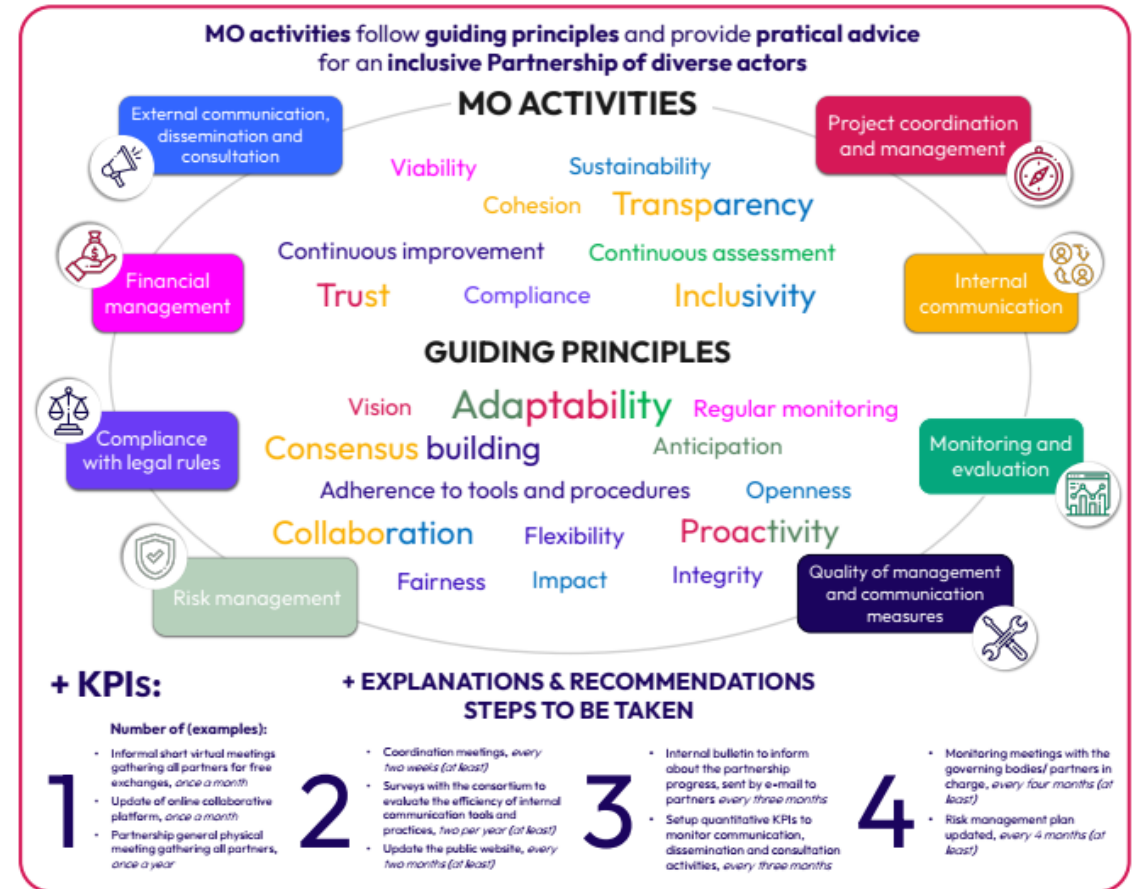 MO activities follow guiding principles and provide pratical advice
for an inclusive Partnership of diverse actors
MO ACTIVITIES
External communication,
dissemination and
consultation
Project coordination
and management
Viability
Sustainability
Cohesion
Transparency
Continuous improvement
Continuous assessment
Financial
management
Internal
communication
Trust
Compliance
Inclusivity
GUIDING PRINCIPLES
Vision
Adaptability
Regular monitoring
Compliance
with legal rules
Consensus building
Anticipation
Monitoring and
evaluation
Adherence to tools and procedures
Openness
Collaboration
Flexibility
Proactivity
Risk management
Fairness
Impact
Integrity
Quality of management
and communication
measures
+ KPIs:
+ EXPLANATIONS & RECOMMENDATIONS
STEPS TO BE TAKEN
Number of (examples):
1
• Informal short virtual meetings
gathering all partners for free
exchanges, once a month
• Update of online collaborative
platform, once a month
• Partnership general physical
meeting gathering all partners,
once a year
2
• Coordination meetings, every
two weeks (at least)
• Surveys with the consortium to
evaluate the efficiency of internal
communication tools and
practices, two per year (at least)
• Update the public website, every
two months (at least)
3
• Internal bulletin to inform
about the partnership
progress, sent by e-mail to
partners every three months
• Setup quantitative KPIs to
monitor communication,
dissemination and consultation
activities, every three months
4
• Monitoring meetings with the
governing bodies/ partners in
charge, every four months (at
least)
• Risk management plan
updated, every 4 months (at
least)